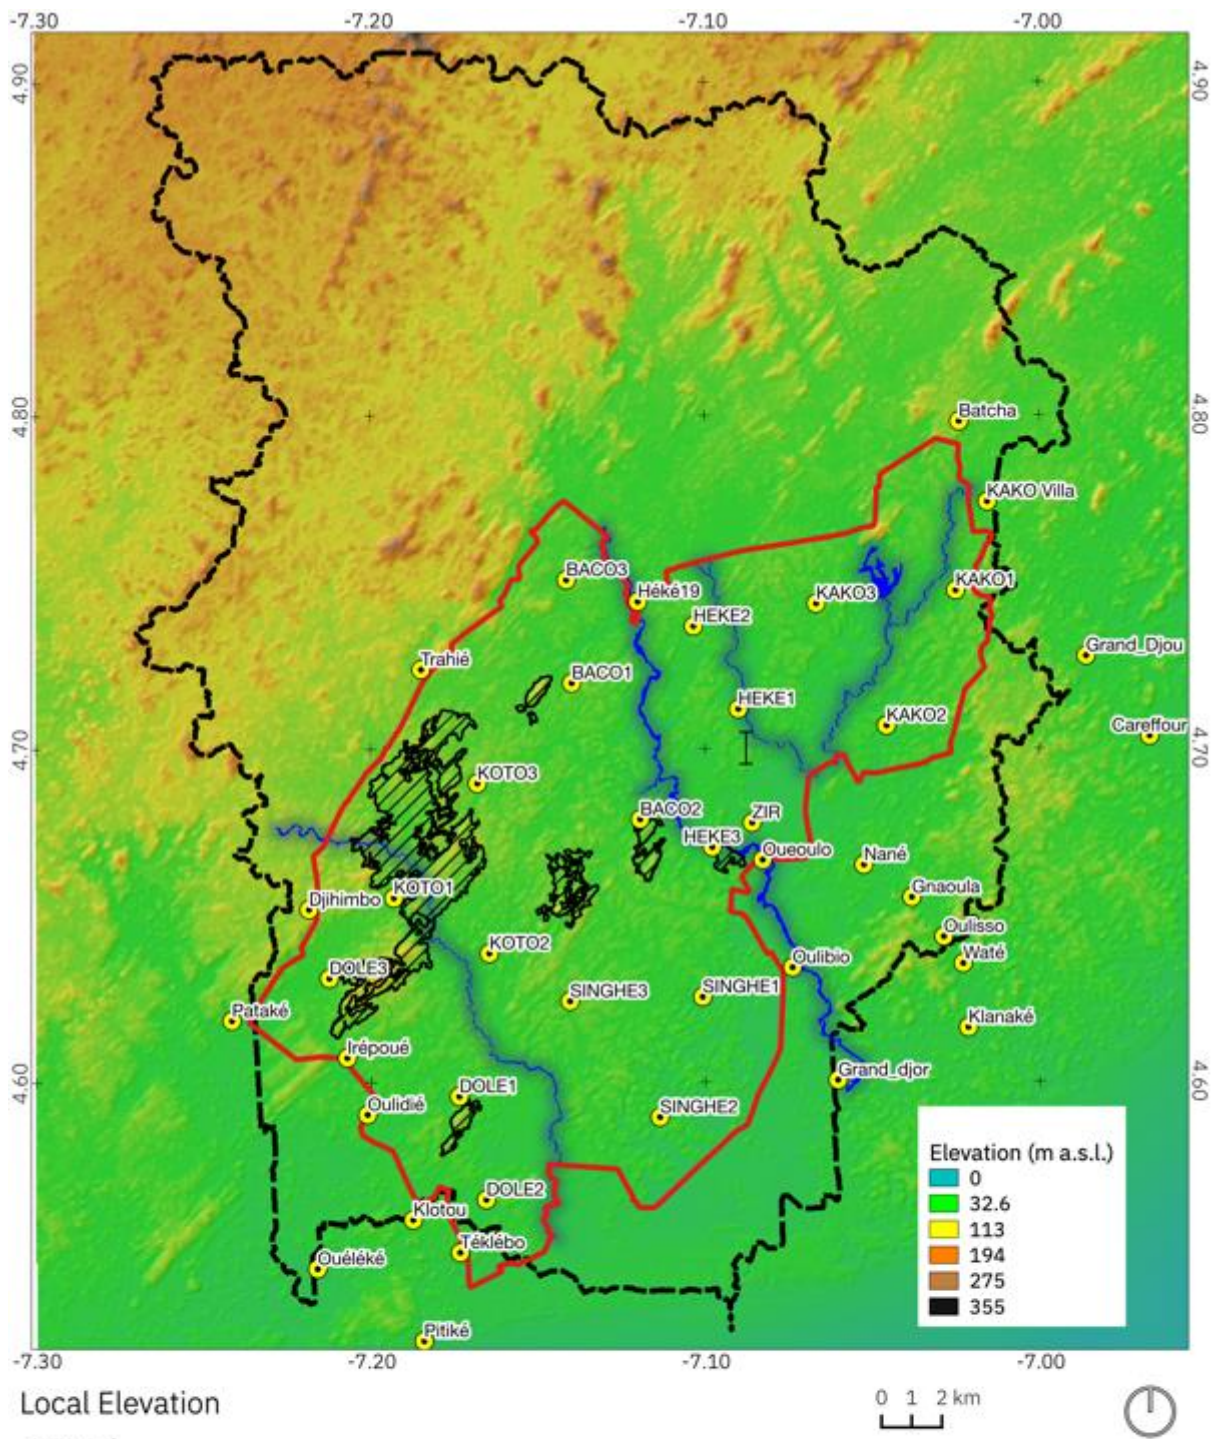 -7.30 -7.20 -7.10 -7.00
4.90 4.90
4.80 4.80
Batcha
KAKO Villa
BACO3
KAKO1
Héké19
KAKO3
HEKE2
Grand_Djou
Trahié
BACO1
HEKE1
KAKO2
Careffour
4.70 4.70
KOTO3
BACO2
ZIR
HEKE3
Oueoulo
Nané
KOTO1
Gnaoula
Djihimbo
Oulisso
KOTO2
Waté
Oulibio
DOLE3
SINGHE3
SINGHE1
Pataké
Klanaké
Irépoué
Grand_djor
4.60 4.60
DOLE1
Oulidié
SINGHE2
DOLE2
Klotou
Téklébo
Ouéléké
Pitiké
Elevation (m a.s.l.)
0
32.6
113
194
275
355
-7.30 -7.20 -7.10 -7.00
Local Elevation
0 1 2 km